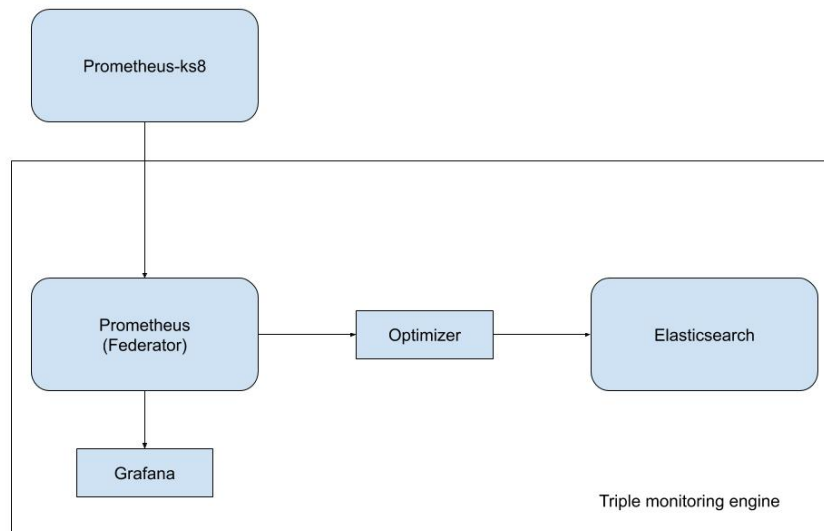 Prometheus-ks8
Prometheus
(Federator)
Optimizer
Elasticsearch
Grafana
Triple monitoring engine